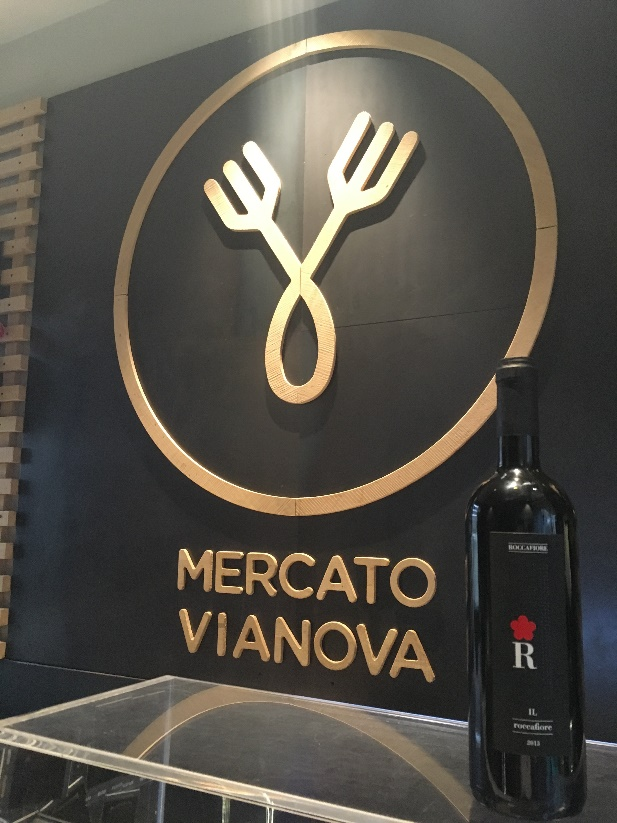 MERCATO
VIANOVA
ROCCAFIORE
R
IL
roccafiore
2013